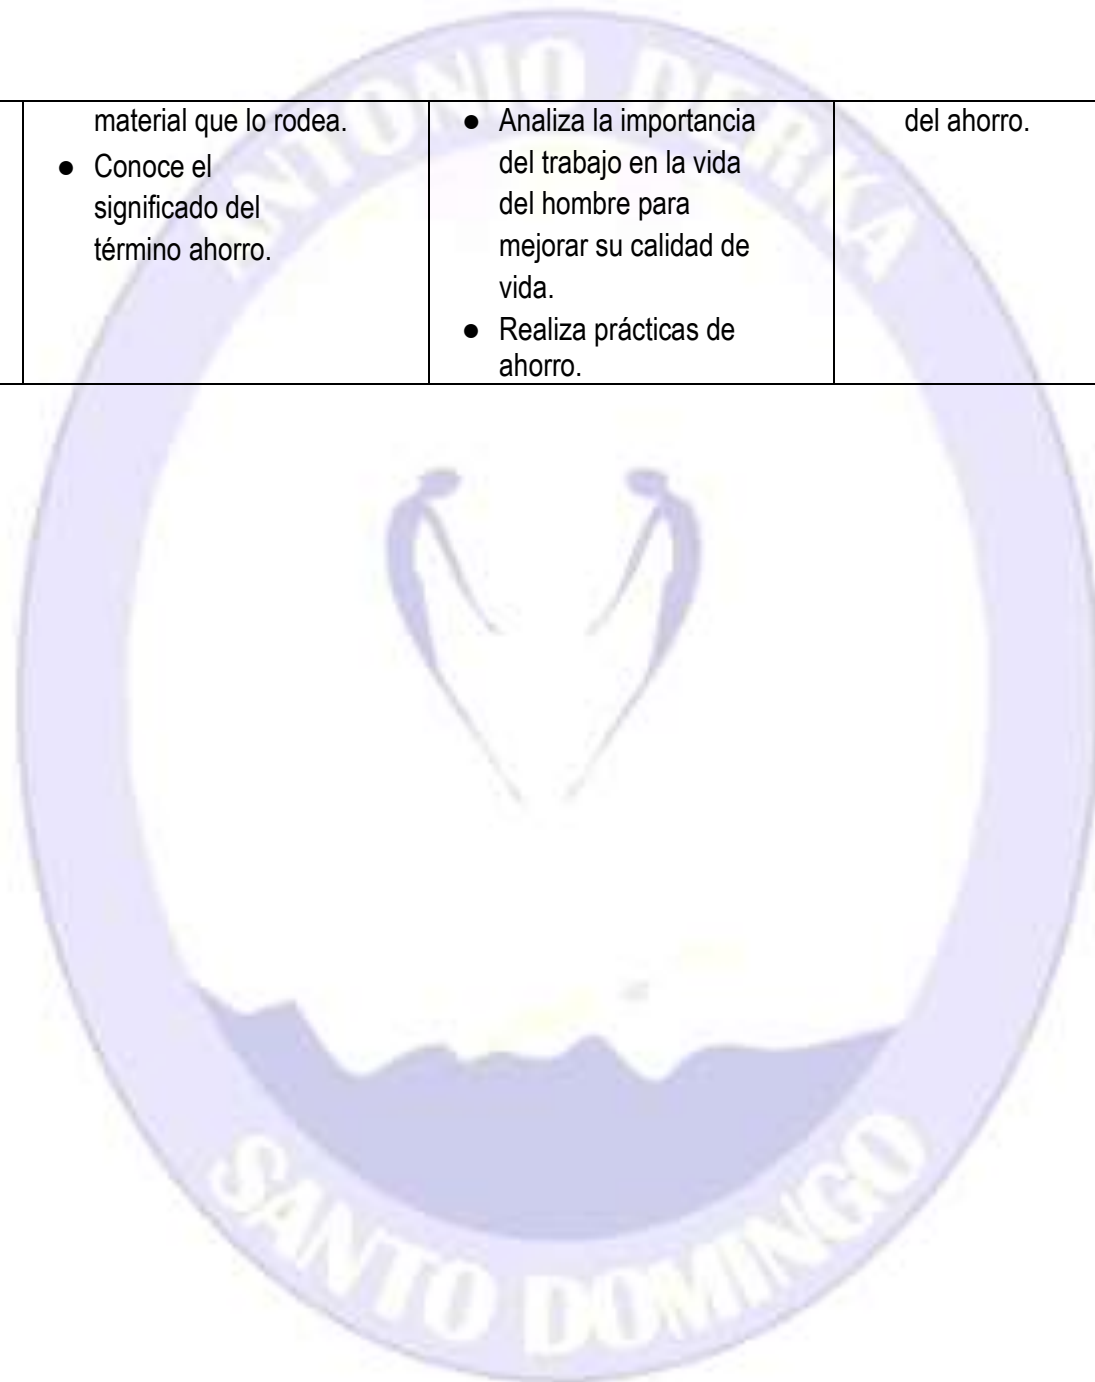 ANTONIO DERKA
material que lo rodea.
● Conoce el
significado del
término ahorro.
● Analiza la importancia
del trabajo en la vida
del hombre para
mejorar su calidad de
vida.
● Realiza prácticas de
ahorro.
del ahorro.
SANTO DOMINGO